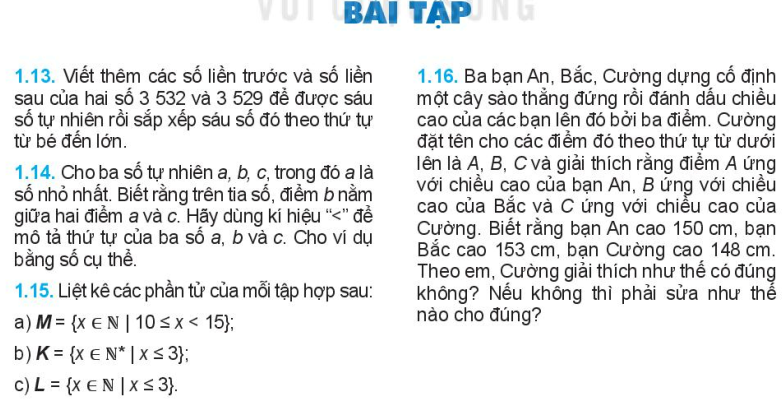 BÀI TẬP
1.13. Viết thêm các số liền trước và số liền
sau của hai số 3 532 và 3 529 để được sáu
số tự nhiên rồi sắp xếp sáu số đó theo thứ tự
từ bé đến lớn.
1.14. Cho ba số tự nhiên a, b, c, trong đó a là
số nhỏ nhất. Biết rằng trên tia số, điểm b nằm
giữa hai điểm a và c. Hãy dùng kí hiệu “<” để
mô tả thứ tự của ba số a, b và c. Cho ví dụ
bằng số cụ thể.
1.15. Liệt kê các phần tử của mỗi tập hợp sau:
a) M = {x ∈ ℕ | 10 ≤ x < 15};
b) K = {x ∈ ℕ* | x ≤ 3};
c) L = {x ∈ ℕ | x ≤ 3}.
1.16. Ba bạn An, Bắc, Cường dựng cố định
một cây sào thẳng đứng rồi đánh dấu chiều
cao của các bạn lên đó bởi ba điểm. Cường
đặt tên cho các điểm đó theo thứ tự từ dưới
lên là A, B, C và giải thích rằng điểm A ứng
với chiều cao của bạn An, B ứng với chiều
cao của Bắc và C ứng với chiều cao của
Cường. Biết rằng bạn An cao 150 cm, bạn
Bắc cao 153 cm, bạn Cường cao 148 cm.
Theo em, Cường giải thích như thế có đúng
không? Nếu không thì phải sửa như thế
nào cho đúng?